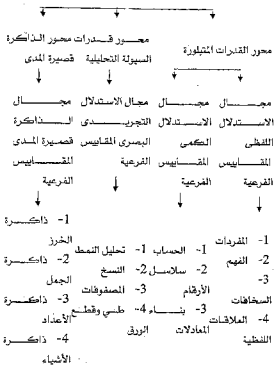 محور القدرات المتبلورة
محور قدرات
السيولة التحليلية
محور الذاكرة
قصيرة المدى
مجال
الاستدلال
اللفظي
المقاييس
الفرعية
مجال
الاستدلال
الكمى
المقاييس
الفرعية
مجال الاستدلال
التجريدى
البصرى المقاييس
الفرعية
مجال
الذاكرة
قصيرة المدى
المقاييس
الفرعية
1- المفردات
2- الفهم
3-
السخافات
4- العلاقات
اللفظية
1- الحساب
2- سلاسل
الأرقام
3- بناء
المعادلات
1- تحليل النمط
2- النسخ
3- المصفوفات
4- طي وقطع
الورق
1- ذاكرة
الخرز
2- ذاكرة
الجمل
3- ذاكرة
الأعداد
4- ذاكرة
الأشياء